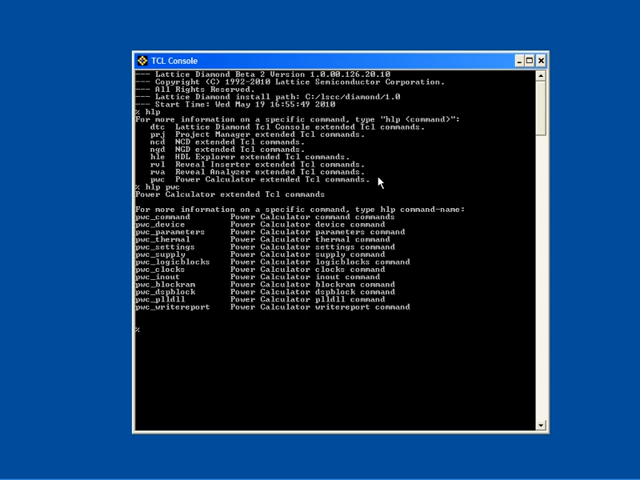 TCL Console
--- Lattice Diamond Beta 2 Version 1.0.00.126.20.10
--- Copyright (C) 1992-2010 Lattice Semiconductor Corporation.
--- All Rights Reserved.
--- Lattice Diamond install path: C:/lscc/diamond/1.0
--- Start Time: Wed May 19 16:55:49 2010
% hlp
For more information on a specific command, type "hlp <command>":
dtc Lattice Diamond Tcl Console extended Tcl commands.
prj Project Manager extended Tcl commands.
ncd NCD extended Tcl commands.
ngd NGD extended Tcl commands.
hle HDL Explorer extended Tcl commands.
rvl Reveal Inserter extended Tcl commands.
rva Reveal Analyzer extended Tcl commands.
pwc Power Calculator extended Tcl commands.
% hlp pwc
Power Calculator extended Tcl commands
For more information on a specific command, type hlp command-name:
pwc_command Power Calculator command commands
pwc_device Power Calculator device command
pwc_parameters Power Calculator parameters command
pwc_thermal Power Calculator thermal command
pwc_settings Power Calculator settings command
pwc_supply Power Calculator supply command
pwc_logicblocks Power Calculator logicblocks command
pwc_clocks Power Calculator clocks command
pwc_inout Power Calculator inout command
pwc_blockram Power Calculator blockram command
pwc_dspblock Power Calculator dspblock command
pwc_plldll Power Calculator plldll command
pwc_writereport Power Calculator writereport command
%